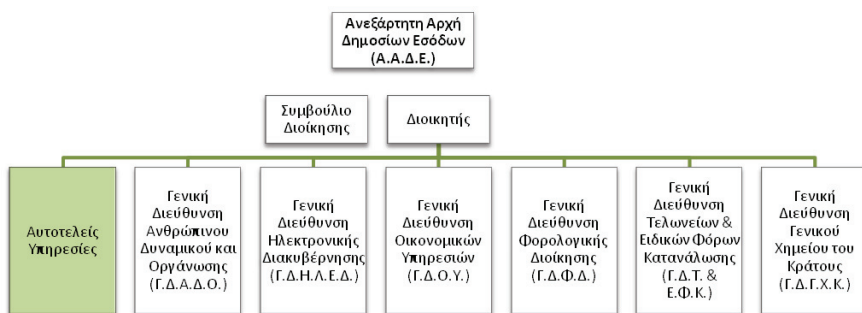 Ανεξάρτητη Αρχή
Δημοσίων Εσόδων
(Α.Α.Δ.Ε.)
Συμβούλιο
Διοίκησης
Διοικητής
Αυτοτελείς
Υπηρεσίες
Γενική
Διεύθυνση
Ανθρώπινου
Δυναμικού και
Οργάνωσης
(Γ.Δ.Α.Δ.Ο.)
Γενική
Διεύθυνση
Ηλεκτρονικής
Διακυβέρνησης
(Γ.Δ.Η.Λ.Ε.Δ.)
Γενική
Διεύθυνση
Οικονομικών
Υπηρεσιών
(Γ.Δ.Ο.Υ.)
Γενική
Διεύθυνση
Φορολογικής
Διοίκησης
(Γ.Δ.Φ.Δ.)
Γενική
Διεύθυνση
Τελωνείων &
Ειδικών Φόρων
Κατανάλωσης
(Γ.Δ.Τ. &
Ε.Φ.Κ.)
Γενική
Διεύθυνση
Γενικού
Χημείου του
Κράτους
(Γ.Δ.Γ.Χ.Κ.)